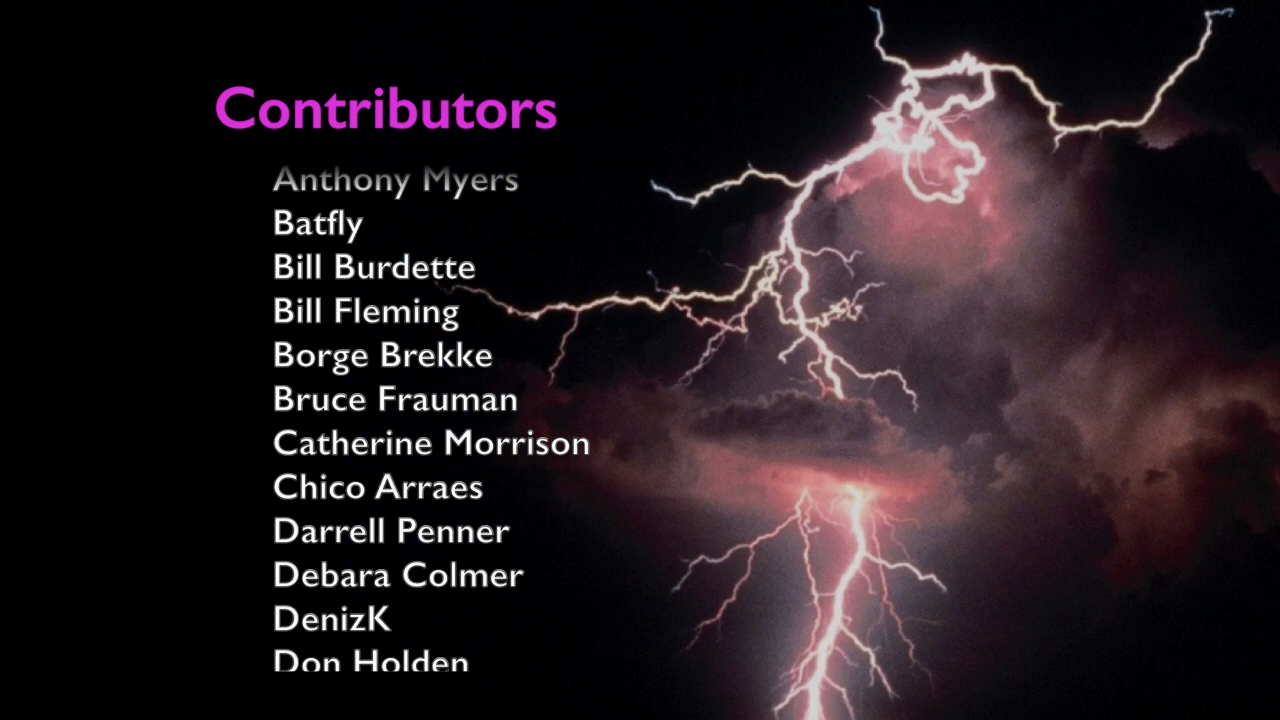 Contributors
Anthony Myers
Batfly
Bill Burdette
Bill Fleming
Borge Brekke
Bruce Frauman
Catherine Morrison
Chico Arraes
Darrell Penner
Debara Colmer
DenizK
Don Holden